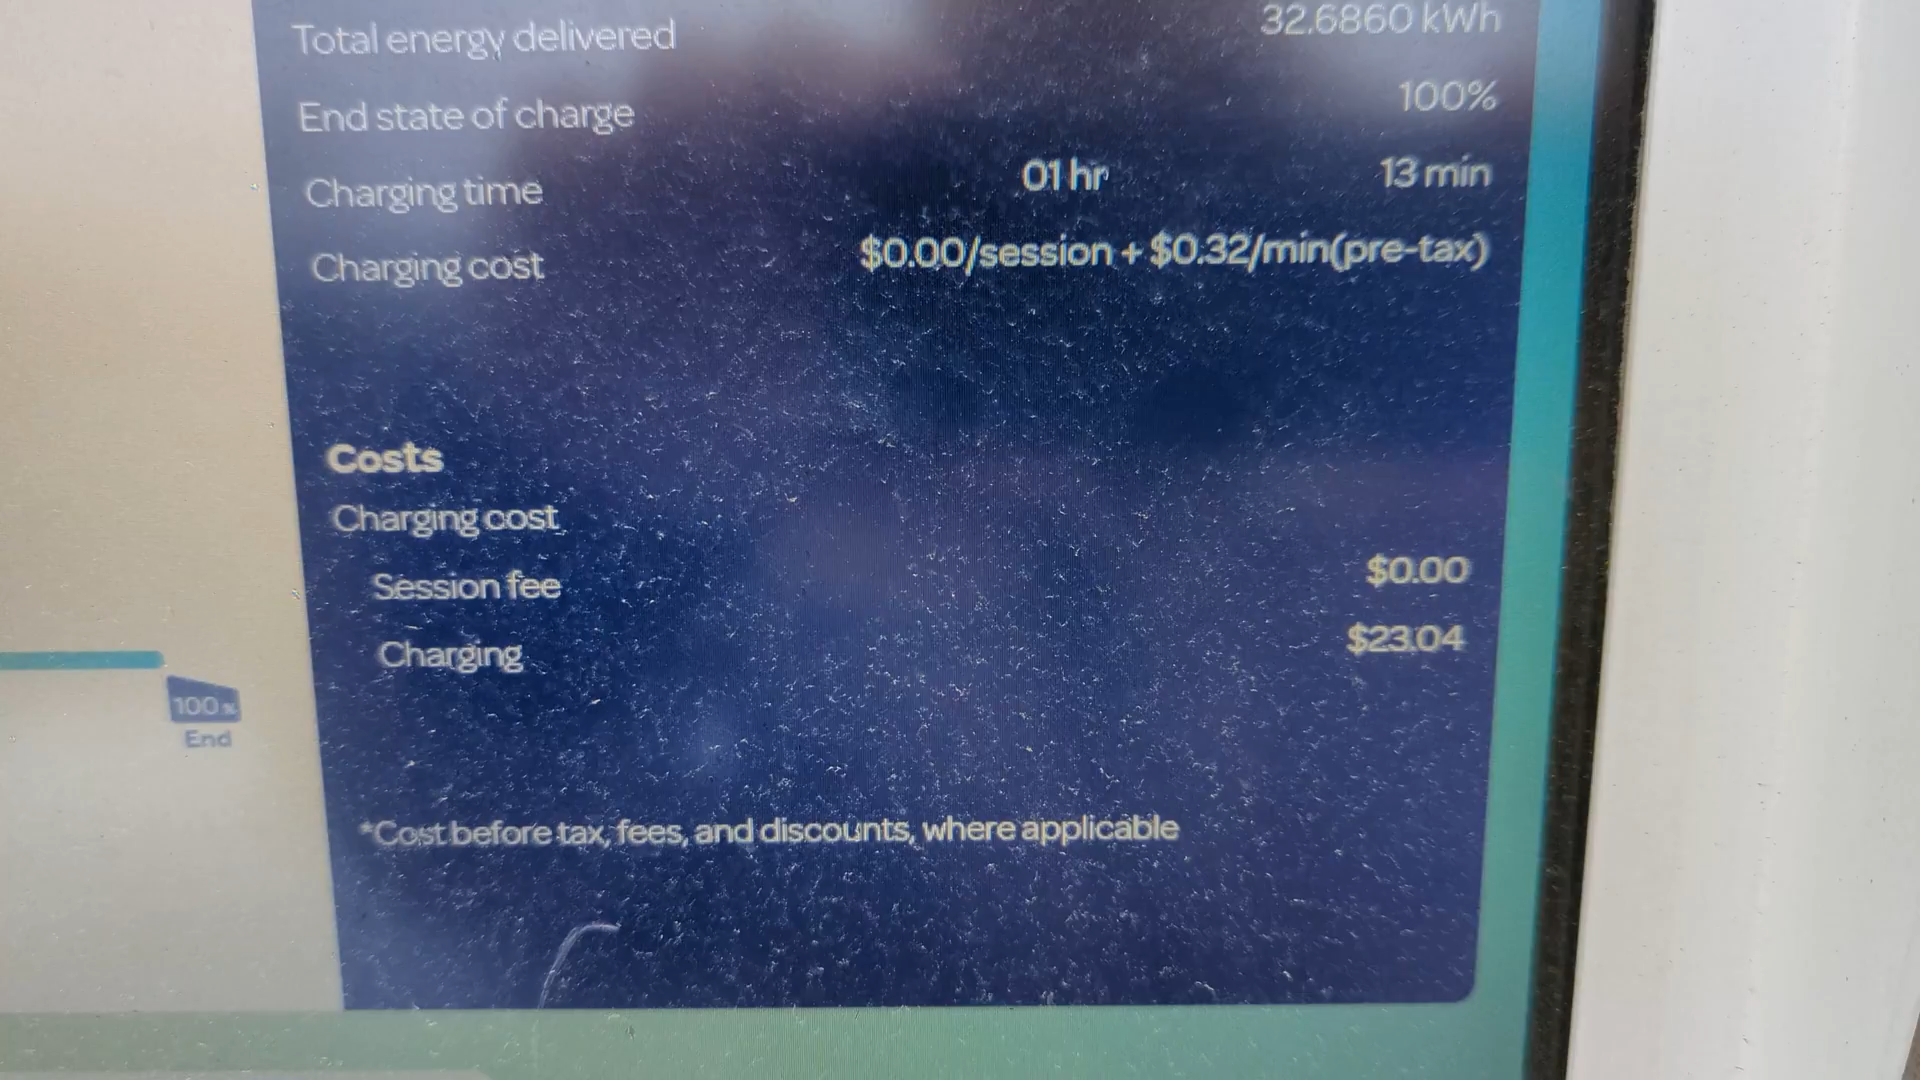 Total energy delivered 32.6860 kWh
End state of charge 100%
Charging time 01 hr 13 min
Charging cost $0.00/session + $0.32/min(pre-tax)
Costs
Charging cost
Session fee $0.00
Charging $23.04
100%
End
*Cost before tax, fees, and discounts, where applicable